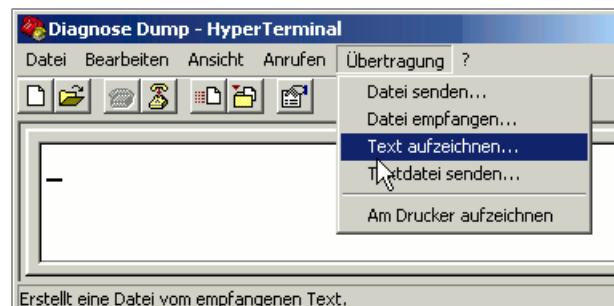 Diagnose Dump - HyperTerminal
Datei Bearbeiten Ansicht Anrufen Übertragung ?
Datei senden...
Datei empfangen...
Text aufzeichnen...
Textdatei senden...
Am Drucker aufzeichnen
Erstellt eine Datei vom empfangenen Text.